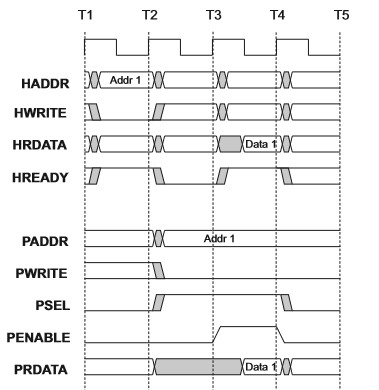 T1 T2 T3 T4 T5
HADDR Addr 1
HWRITE
HRDATA Data 1
HREADY
PADDR Addr 1
PWRITE
PSEL
PENABLE
PRDATA Data 1